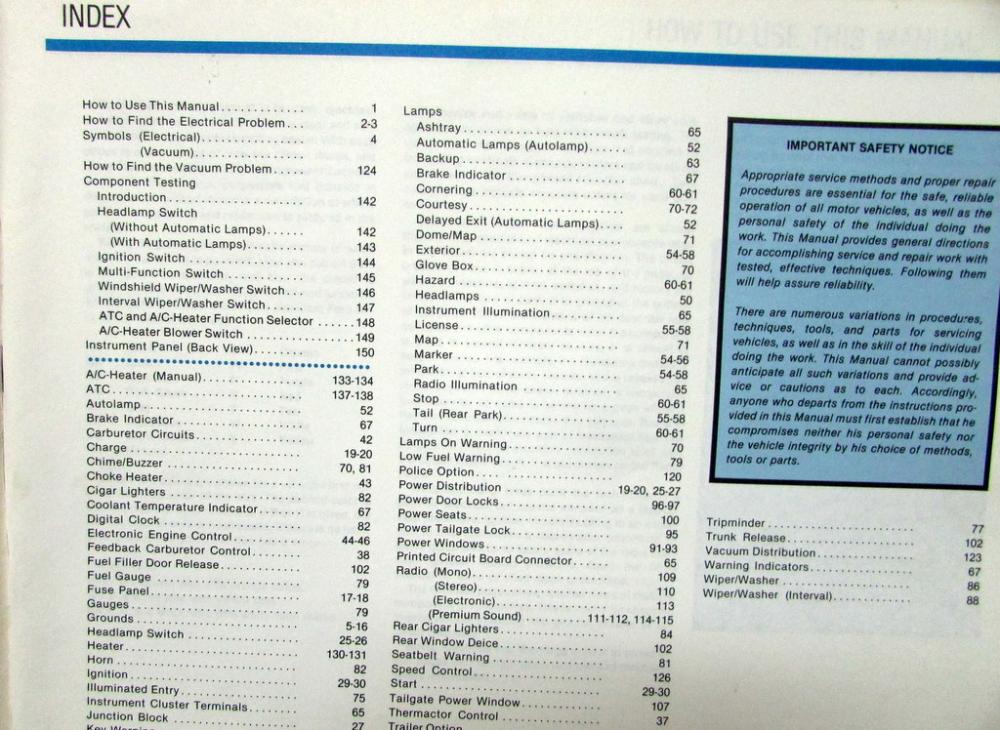 INDEX
How to Use This Manual............ 1
How to Find the Electrical Problem... 2-3
Symbols (Electrical)............... 4
(Vacuum)...............
How to Find the Vacuum Problem..... 124
Component Testing
Introduction............... 142
Headlamp Switch
(Without Automatic Lamps)..... 142
(With Automatic Lamps)........ 143
Ignition Switch............... 144
Multi-Function Switch........... 145
Windshield Wiper/Washer Switch... 146
Interval Wiper/Washer Switch..... 147
ATC and A/C-Heater Function Selector ......148
A/C-Heater Blower Switch ..........149
Instrument Panel (Back View)....... 150
A/C-Heater (Manual)............... 133-134
ATC........................... 137-138
Autolamp....................... 52
Brake Indicator................... 67
Carburetor Circuits............... 42
Charge......................... 19-20
Chime/Buzzer................... 70, 81
Choke Heater................... 43
Cigar Lighters................... 82
Coolant Temperature Indicator...... 67
Digital Clock................... 82
Electronic Engine Control.......... 44-46
Feedback Carburetor Control....... 38
Fuel Filler Door Release............ 102
Fuel Gauge..................... 79
Fuse Panel..................... 17-18
Gauges......................... 79
Grounds....................... 5-16
Headlamp Switch................. 25-26
Heater......................... 130-131
Horn........................... 82
Ignition....................... 29-30
Illuminated Entry................. 75
Instrument Cluster Terminals........ 65
Junction Block................... 27
Key Warning
Lamps
Ashtray....................... 65
Automatic Lamps (Autolamp)...... 52
Backup....................... 63
Brake Indicator................. 67
Cornering..................... 60-61
Courtesy....................... 70-72
Delayed Exit (Automatic Lamps).... 52
Dome/Map..................... 71
Exterior....................... 54-58
Glove Box..................... 70
Hazard....................... 60-61
Headlamps..................... 50
Instrument Illumination........... 65
License....................... 55-58
Map........................... 71
Marker....................... 54-56
Park......................... 54-58
Radio Illumination............... 65
Stop......................... 60-61
Tail (Rear Park)................. 55-58
Turn......................... 60-61
Lamps On Warning............... 70
Low Fuel Warning................. 79
Police Option................... 120
Power Distribution............... 19-20, 25-27
Power Door Locks................. 96-97
Power Seats..................... 100
Power Tailgate Lock............... 95
Power Windows................... 91-93
Printed Circuit Board Connector...... 65
Radio (Mono)................... 109
(Stereo)..................... 110
(Electronic)................... 113
(Premium Sound) ..........111-112, 114-115
Rear Cigar Lighters............... 84
Rear Window Deice............... 102
Seatbelt Warning................. 81
Speed Control................... 126
Start......................... 29-30
Tailgate Power Window............. 107
Thermactor Control............... 37
Trailer Option
IMPORTANT SAFETY NOTICE
Appropriate service methods and proper repair
procedures are essential for the safe, reliable
operation of all motor vehicles, as well as the
personal safety of the individual doing the
work. This Manual provides general directions
for accomplishing service and repair work with
tested, effective techniques. Following them
will help assure reliability.
There are numerous variations in procedures,
techniques, tools, and parts for servicing
vehicles, as well as in the skill of the individual
doing the work. This Manual cannot possibly
anticipate all such variations and provide ad-
vice or cautions as to each. Accordingly,
anyone who departs from the instructions pro-
vided in this Manual must first establish that he
compromises neither his personal safety nor
the vehicle integrity by his choice of methods,
tools or parts.
Tripminder..................... 77
Trunk Release................... 102
Vacuum Distribution............... 123
Warning Indicators............... 67
Wiper/Washer................... 86
Wiper/Washer (Interval)............ 88